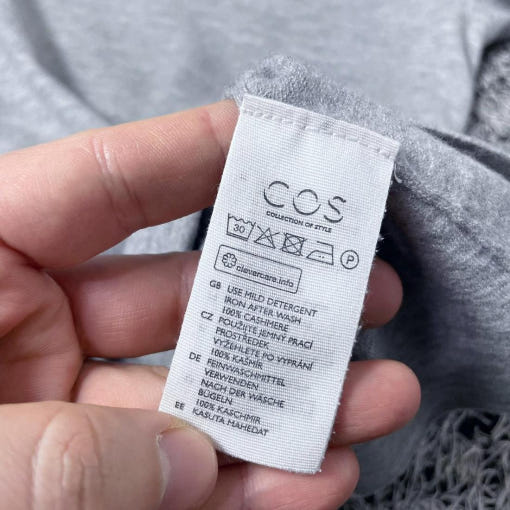 COS
COLLECTION OF STYLE
30 P
clevercare.info
GB USE MILD DETERGENT
IRON AFTER WASH
100% CASHMERE
CZ POUŽIJTE JEMNÝ PRACÍ
PROSTŘEDEK
VYŽEHLETE PO VYPRÁNÍ
100% KAŠMÍR
DE FEINWASCHMITTEL
VERWENDEN
NACH DER WÄSCHE
BÜGELN
100% KASCHMIR
EE KASUTA MAHEDAT